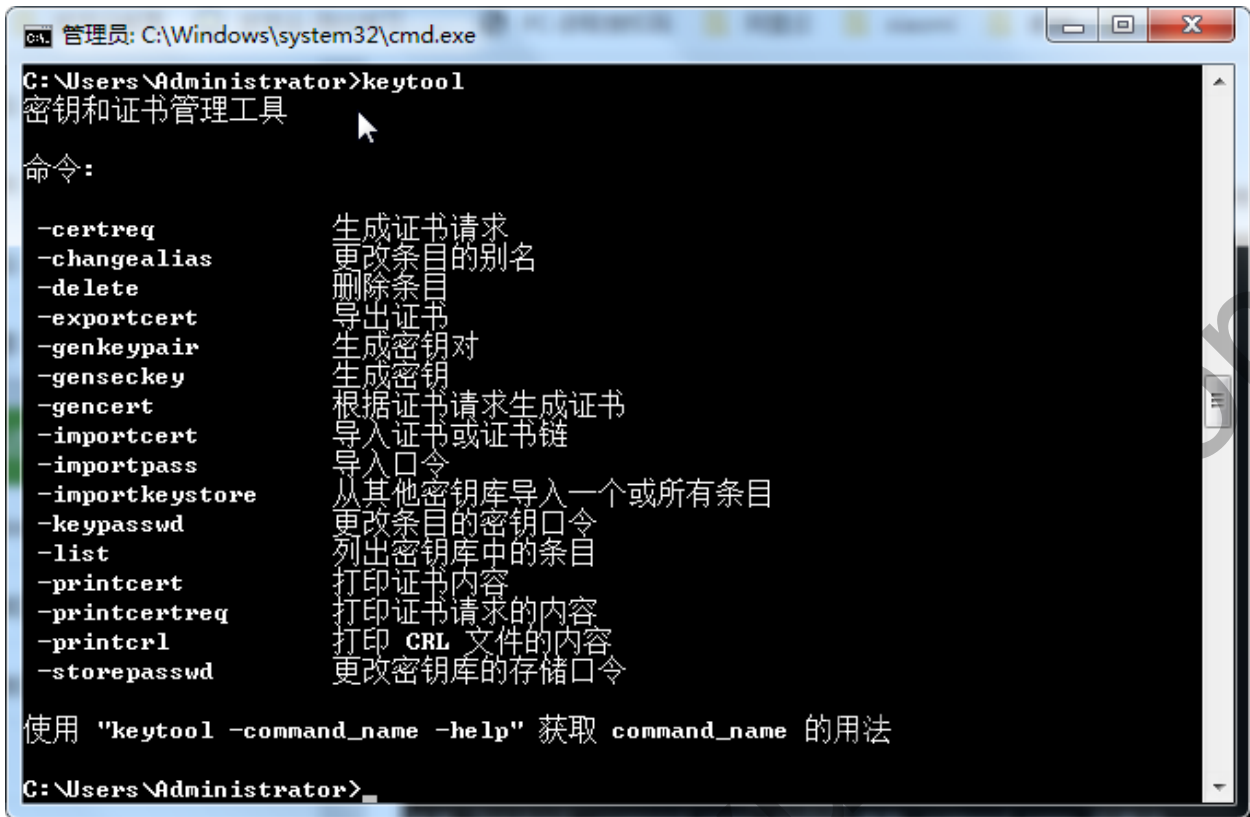 管理员: C:\Windows\system32\cmd.exe
C:\Users\Administrator>keytool
密钥和证书管理工具
命令:
-certreq 生成证书请求
-changealias 更改条目的别名
-delete 删除条目
-exportcert 导出证书
-genkeypair 生成密钥对
-genseckey 生成密钥
-gencert 根据证书请求生成证书
-importcert 导入证书或证书链
-importpass 导入口令
-importkeystore 从其他密钥库导入一个或所有条目
-keypasswd 更改条目的密钥口令
-list 列出密钥库中的条目
-printcert 打印证书内容
-printcertreq 打印证书请求的内容
-printcrl 打印 CRL 文件的内容
-storepasswd 更改密钥库的存储口令
使用 "keytool -command_name -help" 获取 command_name 的用法
C:\Users\Administrator>_